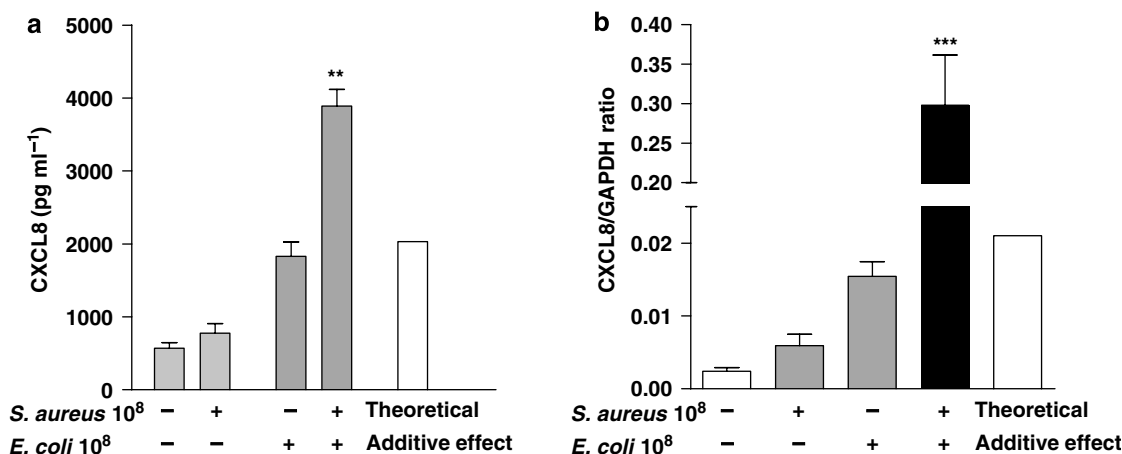 a
5000
4000
3000
2000
1000
0
CXCL8 (pg ml⁻¹)
**
S. aureus 10⁸ − + − + Theoretical
E. coli 10⁸ − − + + Additive effect
b
0.40
0.35
0.30
0.25
0.20
0.02
0.01
0.00
CXCL8/GAPDH ratio
***
S. aureus 10⁸ − + − + Theoretical
E. coli 10⁸ − − + + Additive effect